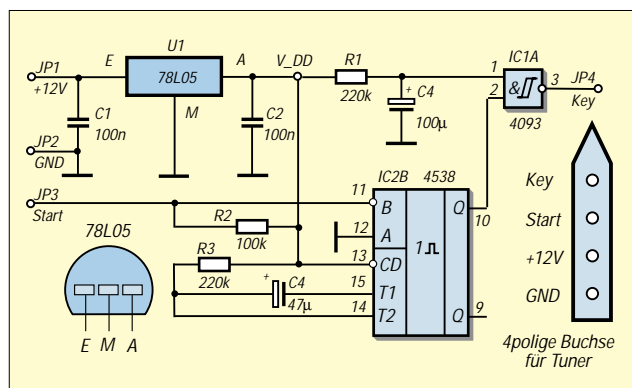 U1
JP1
+12V
E
78L05
A
V_DD
R1
220k
C1
100n
M
C2
100n
+
C4
100µ
1
2
IC1A
&
3
4093
JP4
Key
JP2
GND
JP3
Start
R2
100k
R3
220k
+
C4
47µ
IC2B
4538
11
12
13
15
14
B
A
CD
T1
T2
1
Q
10
Q
9
78L05
E M A
Key
Start
+12V
GND
4polige Buchse
für Tuner